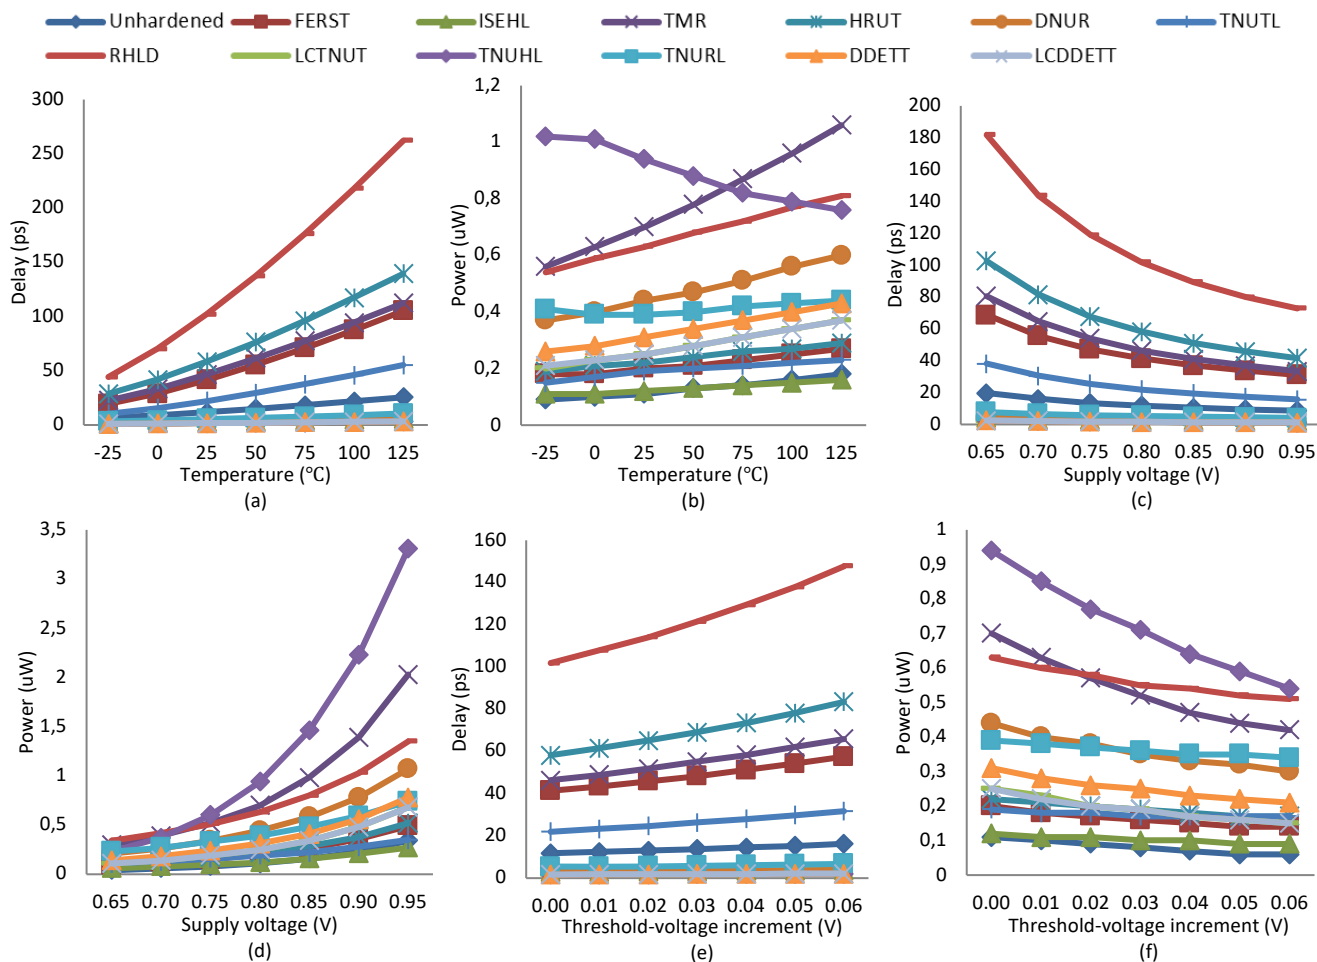 Unhardened FERST ISEHL TMR HRUT DNUR TNUTL
RHLD LCTNUT TNUHL TNURL DDETT LCDDETT
Delay (ps)
300
250
200
150
100
50
0
-25 0 25 50 75 100 125
Temperature (°C)
(a)
Power (uW)
1,2
1
0,8
0,6
0,4
0,2
0
-25 0 25 50 75 100 125
Temperature (°C)
(b)
Delay (ps)
200
180
160
140
120
100
80
60
40
20
0
0.65 0.70 0.75 0.80 0.85 0.90 0.95
Supply voltage (V)
(c)
Power (uW)
3,5
3
2,5
2
1,5
1
0,5
0
0.65 0.70 0.75 0.80 0.85 0.90 0.95
Supply voltage (V)
(d)
Delay (ps)
160
140
120
100
80
60
40
20
0
0.00 0.01 0.02 0.03 0.04 0.05 0.06
Threshold-voltage increment (V)
(e)
Power (uW)
1
0,9
0,8
0,7
0,6
0,5
0,4
0,3
0,2
0,1
0
0.00 0.01 0.02 0.03 0.04 0.05 0.06
Threshold-voltage increment (V)
(f)